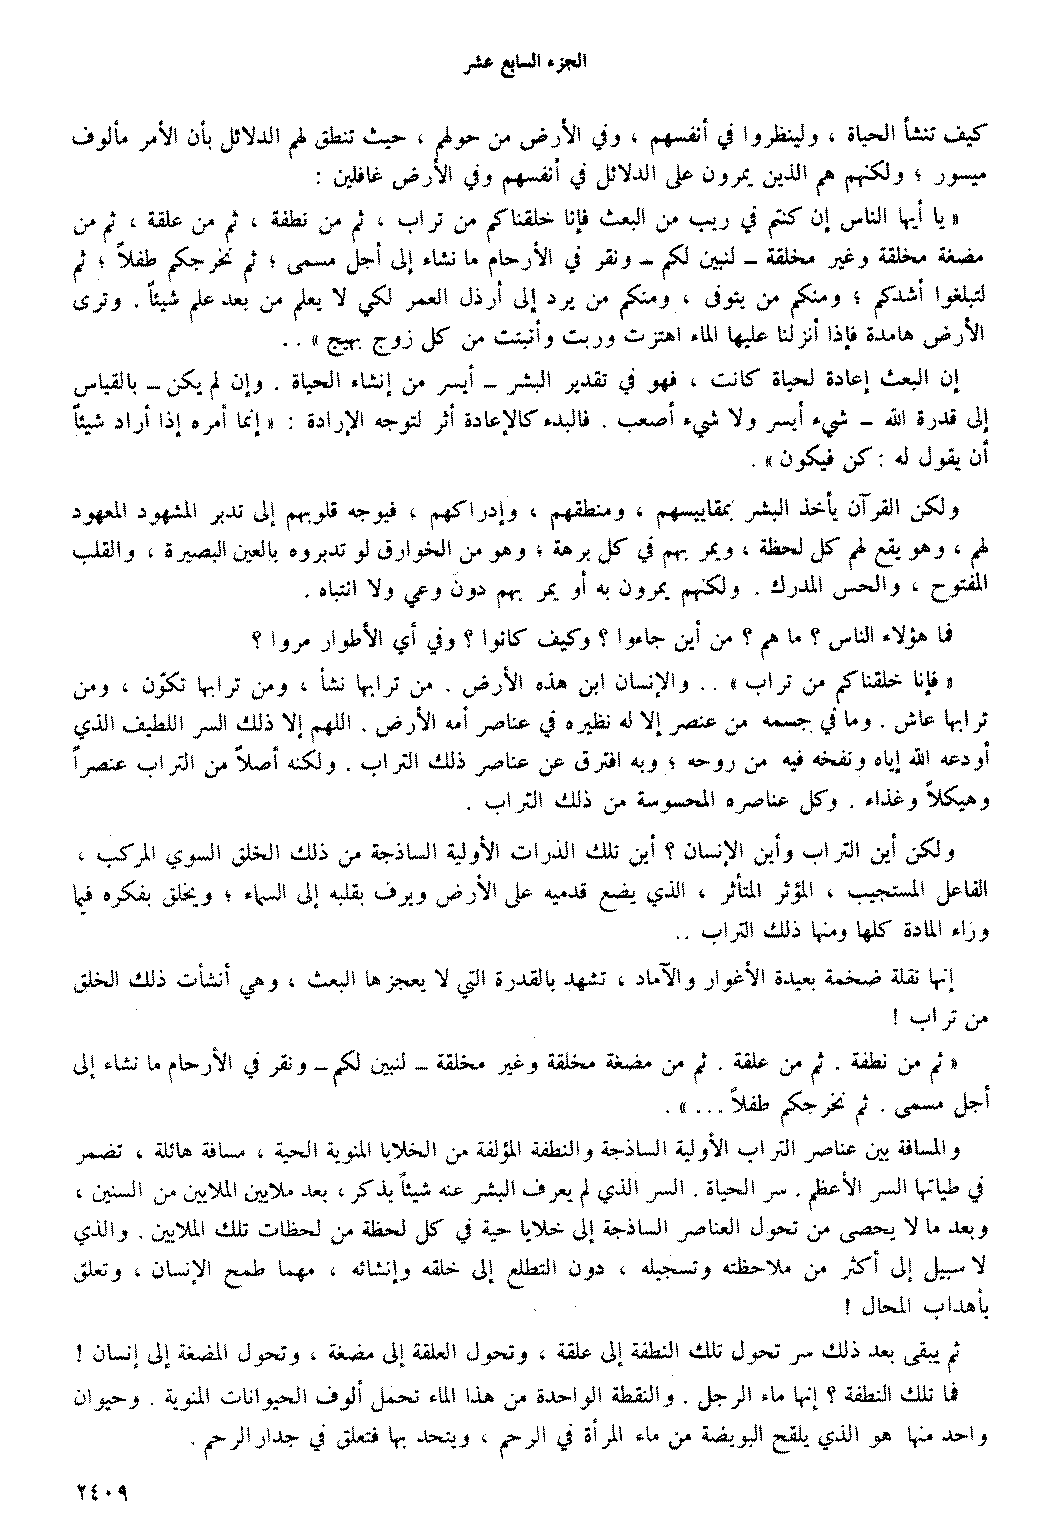 الجزء السابع عشر
كيف تنشأ الحياة ، ولينظروا في أنفسهم ، وفي الأرض من حولهم ، حيث تنطق لهم الدلائل بأن الأمر مألوف
ميسور ؛ ولكنهم هم الذين يمرون على الدلائل في أنفسهم وفي الأرض غافلين :
« يا أيها الناس إن كنتم في ريب من البعث فإنا خلقناكم من تراب ، ثم من نطفة ، ثم من علقة ، ثم من
مضغة مخلقة وغير مخلقة – لنبين لكم – ونقر في الأرحام ما نشاء إلى أجل مسمى ؛ ثم نخرجكم طفلاً ؛ ثم
لتبلغوا أشدكم ؛ ومنكم من يتوفى ، ومنكم من يرد إلى أرذل العمر لكي لا يعلم من بعد علم شيئاً . وترى
الأرض هامدة فإذا أنزلنا عليها الماء اهتزت وربت وأنبتت من كل زوج بهيج » ..
إن البعث إعادة لحياة كانت ، فهو في تقدير البشر – أيسر من إنشاء الحياة . وإن لم يكن – بالقياس
إلى قدرة الله – شيء أيسر ولا شيء أصعب . فالبدء كالإعادة أثر لتوجه الإرادة : « إنما أمره إذا أراد شيئاً
أن يقول له : كن فيكون » .
ولكن القرآن يأخذ البشر بمقاييسهم ، ومنطقهم ، وإدراكهم ، فيوجه قلوبهم إلى تدبر المشهود المعهود
لهم ، وهو يقع لهم كل لحظة ، ويمر بهم في كل برهة ؛ وهو من الخوارق لو تدبروه بالعين البصيرة ، والقلب
المفتوح ، والحس المدرك . ولكنهم يمرون به أو يمر بهم دون وعي ولا انتباه .
فما هؤلاء الناس ؟ ما هم ؟ من أين جاءوا ؟ وكيف كانوا ؟ وفي أي الأطوار مروا ؟
« فإنا خلقناكم من تراب » .. والإنسان ابن هذه الأرض . من ترابها نشأ ، ومن ترابها تكوّن ، ومن
ترابها عاش . وما في جسمه من عنصر إلا له نظيره في عناصر أمه الأرض . اللهم إلا ذلك السر اللطيف الذي
أودعه الله إياه ونفخه فيه من روحه ؛ وبه افترق عن عناصر ذلك التراب . ولكنه أصلاً من التراب عنصراً
وهيكلاً وغذاء . وكل عناصره المحسوسة من ذلك التراب .
ولكن أين التراب وأين الإنسان ؟ أين تلك الذرات الأولية الساذجة من ذلك الخلق السوي المركب ،
الفاعل المستجيب ، المؤثر المتأثر ، الذي يضع قدميه على الأرض ويرف بقلبه إلى السماء ؛ ويخلق بفكره فيما
وراء المادة كلها ومنها ذلك التراب ..
إنها نقلة ضخمة بعيدة الأغوار والآماد ، تشهد بالقدرة التي لا يعجزها البعث ، وهي أنشأت ذلك الخلق
من تراب !
« ثم من نطفة . ثم من علقة . ثم من مضغة مخلقة وغير مخلقة – لنبين لكم – ونقر في الأرحام ما نشاء إلى
أجل مسمى . ثم نخرجكم طفلاً ... » .
والمسافة بين عناصر التراب الأولية الساذجة والنطفة المؤلفة من الخلايا المنوية الحية ، مسافة هائلة ، تضمر
في طياتها السر الأعظم . سر الحياة . السر الذي لم يعرف البشر عنه شيئاً يذكر ، بعد ملايين الملايين من السنين ،
وبعد ما لا يحصى من تحول العناصر الساذجة إلى خلايا حية في كل لحظة من لحظات تلك الملايين . والذي
لا سبيل إلى أكثر من ملاحظته وتسجيله ، دون التطلع إلى خلقه وإنشائه ، مهما طمح الإنسان ، وتعلق
بأهداب المحال !
ثم يبقى بعد ذلك سر تحول تلك النطفة إلى علقة ، وتحول العلقة إلى مضغة ، وتحول المضغة إلى إنسان !
فما تلك النطفة ؟ إنها ماء الرجل . والنقطة الواحدة من هذا الماء تحمل ألوف الحيوانات المنوية . وحيوان
واحد منها هو الذي يلقح البويضة من ماء المرأة في الرحم ، ويتحد بها فتعلق في جدار الرحم .
٢٤٠٩